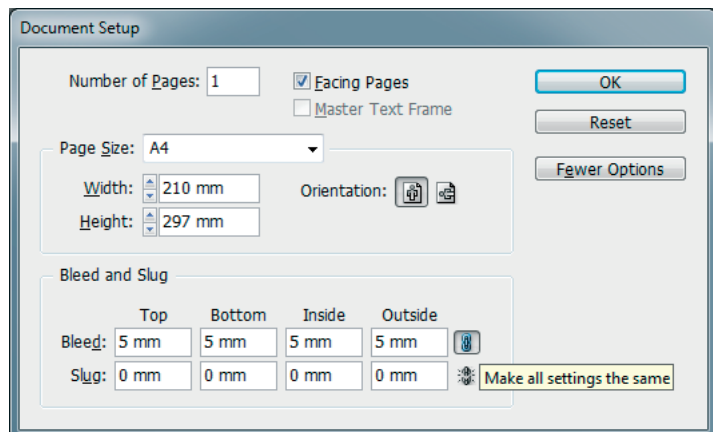 Document Setup
Number of Pages: 1
Facing Pages
OK
Master Text Frame
Reset
Page Size: A4
Fewer Options
Width: 210 mm
Orientation:
Height: 297 mm
Bleed and Slug
Top Bottom Inside Outside
Bleed: 5 mm 5 mm 5 mm 5 mm
Slug: 0 mm 0 mm 0 mm 0 mm
Make all settings the same